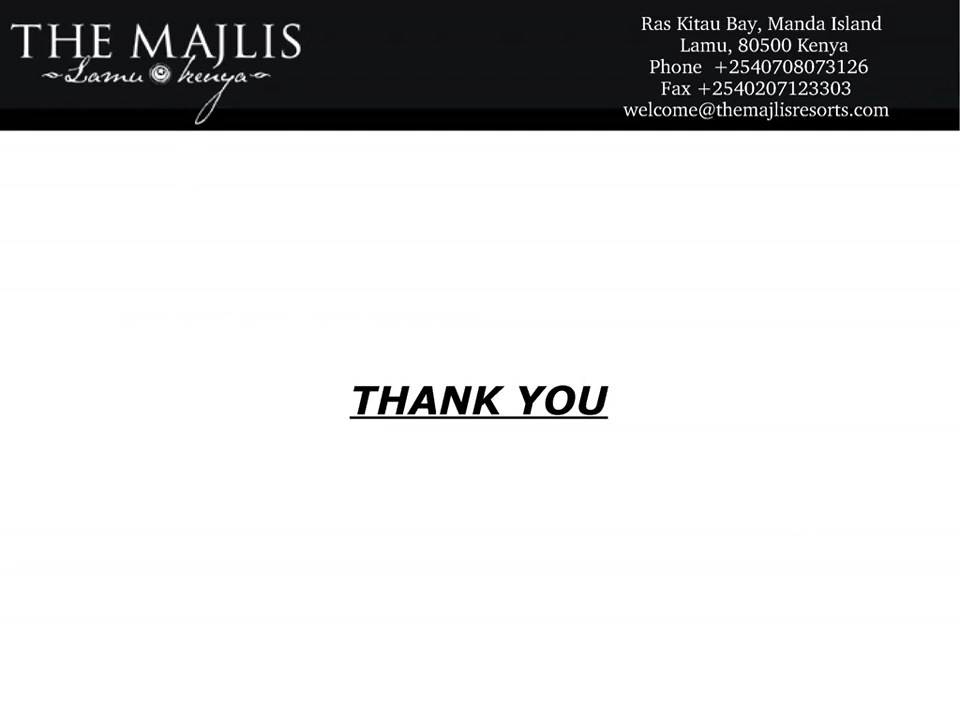 THE MAJLIS
Lamu kenya
Ras Kitau Bay, Manda Island
Lamu, 80500 Kenya
Phone +2540708073126
Fax +2540207123303
welcome@themajlisresorts.com
THANK YOU